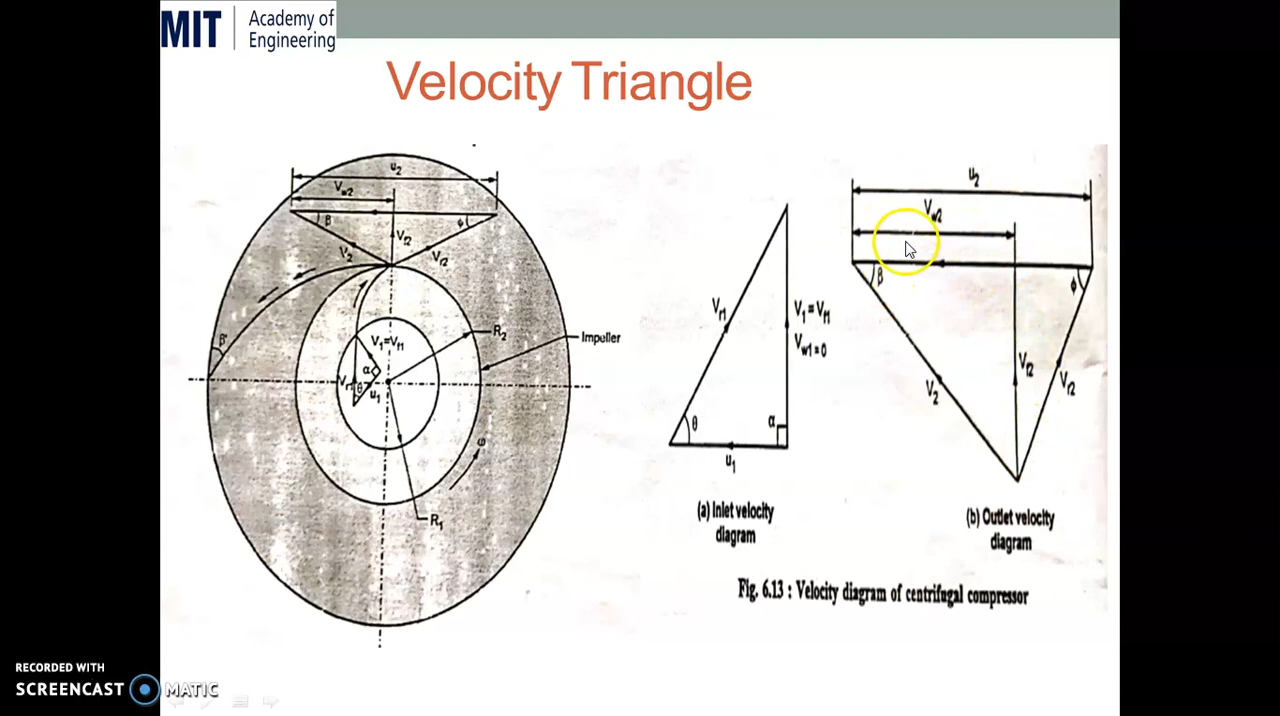 MIT
Academy of
Engineering
Velocity Triangle
u2
Vw2
β
φ
Vf2
V2
Vr2
β'
R2
Impeller
V1=Vf1
α
Vr1
θ
u1
ω
R1
Vr1
V1 = Vf1
Vw1=0
θ
α
u1
(a) Inlet velocity
diagram
u2
Vw2
β
φ
Vf2
V2
Vr2
(b) Outlet velocity
diagram
Fig. 6.13 : Velocity diagram of centrifugal compressor
RECORDED WITH
SCREENCAST MATIC